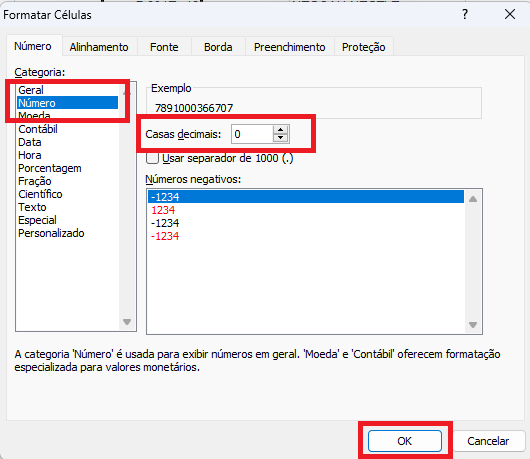 Formatar Células
Número Alinhamento Fonte Borda Preenchimento Proteção
Categoria:
Geral
Número
Moeda
Contábil
Data
Hora
Porcentagem
Fração
Científico
Texto
Especial
Personalizado
Exemplo
7891000366707
Casas decimais: 0
Usar separador de 1000 (.)
Números negativos:
-1234
1234
-1234
-1234
A categoria 'Número' é usada para exibir números em geral. 'Moeda' e 'Contábil' oferecem formatação
especializada para valores monetários.
OK Cancelar